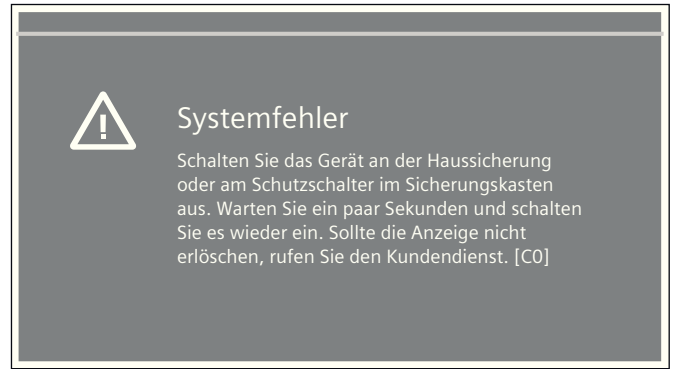 Systemfehler
Schalten Sie das Gerät an der Haussicherung
oder am Schutzschalter im Sicherungskasten
aus. Warten Sie ein paar Sekunden und schalten
Sie es wieder ein. Sollte die Anzeige nicht
erlöschen, rufen Sie den Kundendienst. [C0]